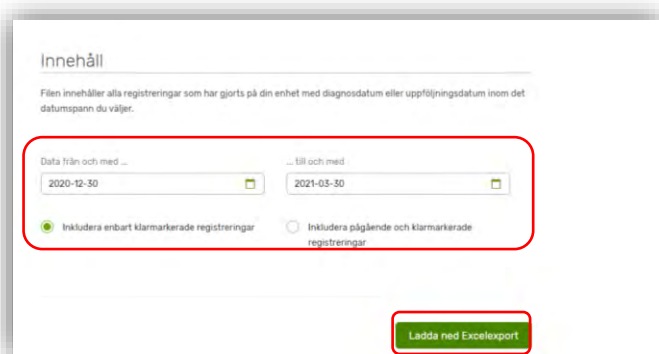 Innehåll
Filen innehåller alla registreringar som har gjorts på din enhet med diagnosdatum eller uppföljningsdatum inom det
datumspann du väljer.
Data från och med ...
... till och med
2020-12-30
2021-03-30
Inkludera enbart klarmarkerade registreringar
Inkludera pågående och klarmarkerade
registreringar
Ladda ned Excelexport